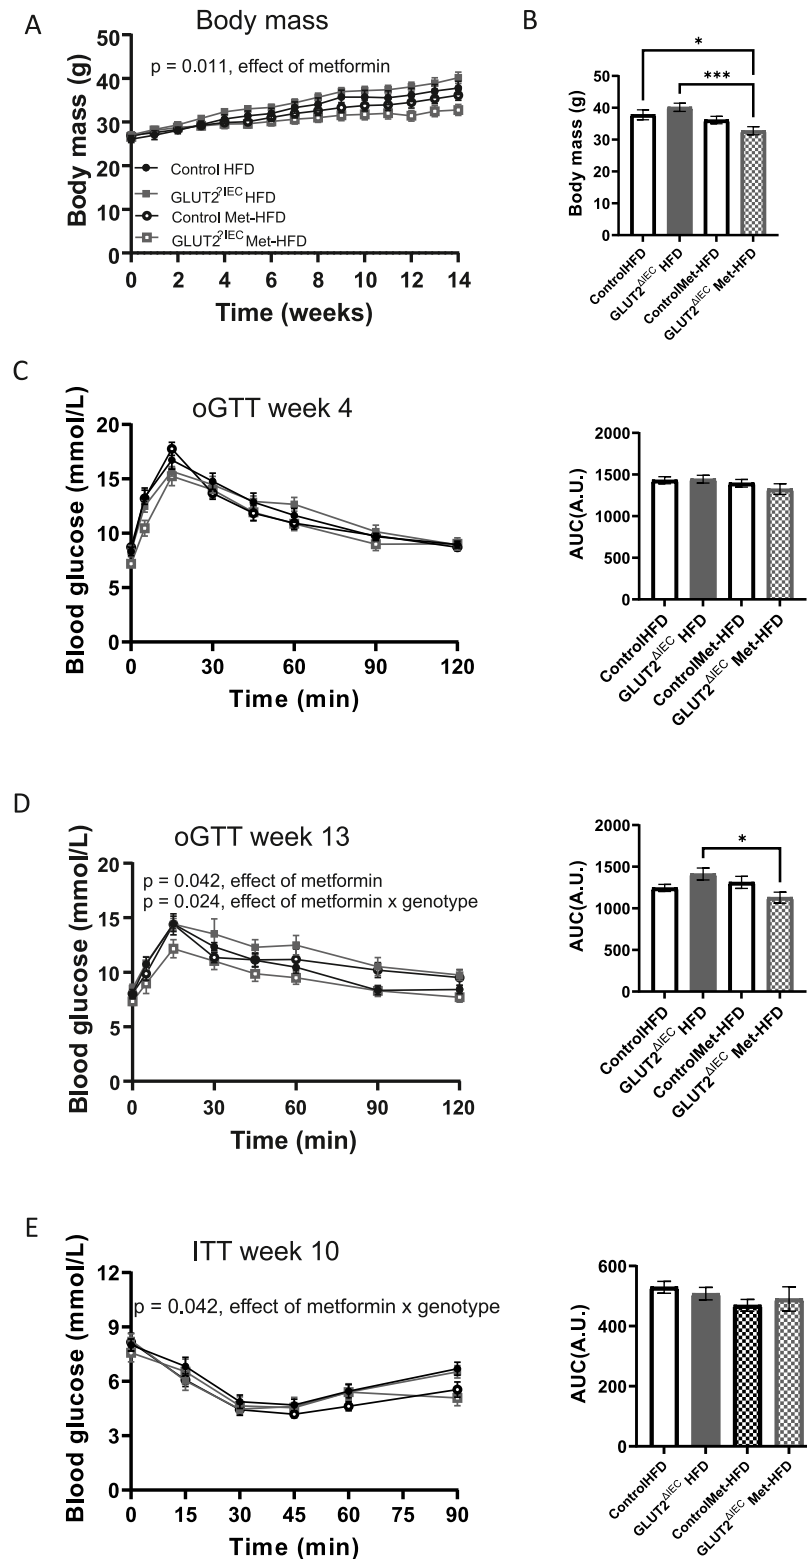 A
Body mass
p = 0.011, effect of metformin
Body mass (g)
50
40
30
20
10
0
Control HFD
GLUT2?IEC HFD
Control Met-HFD
GLUT2?IEC Met-HFD
0 2 4 6 8 10 12 14
Time (weeks)
B
*
***
Body mass (g)
50
40
30
20
10
0
ControlHFD
GLUT2ΔIEC HFD
ControlMet-HFD
GLUT2ΔIEC Met-HFD
C
oGTT week 4
Blood glucose (mmol/L)
20
15
10
5
0
0 30 60 90 120
Time (min)
AUC(A.U.)
2000
1500
1000
500
0
ControlHFD
GLUT2ΔIEC HFD
ControlMet-HFD
GLUT2ΔIEC Met-HFD
D
oGTT week 13
p = 0.042, effect of metformin
p = 0.024, effect of metformin x genotype
Blood glucose (mmol/L)
20
15
10
5
0
0 30 60 90 120
Time (min)
*
AUC(A.U.)
2000
1500
1000
500
0
ControlHFD
GLUT2ΔIEC HFD
ControlMet-HFD
GLUT2ΔIEC Met-HFD
E
ITT week 10
p = 0.042, effect of metformin x genotype
Blood glucose (mmol/L)
12
9
6
3
0
0 15 30 45 60 75 90
Time (min)
AUC(A.U.)
600
400
200
0
ControlHFD
GLUT2ΔIEC HFD
ControlMet-HFD
GLUT2ΔIEC Met-HFD